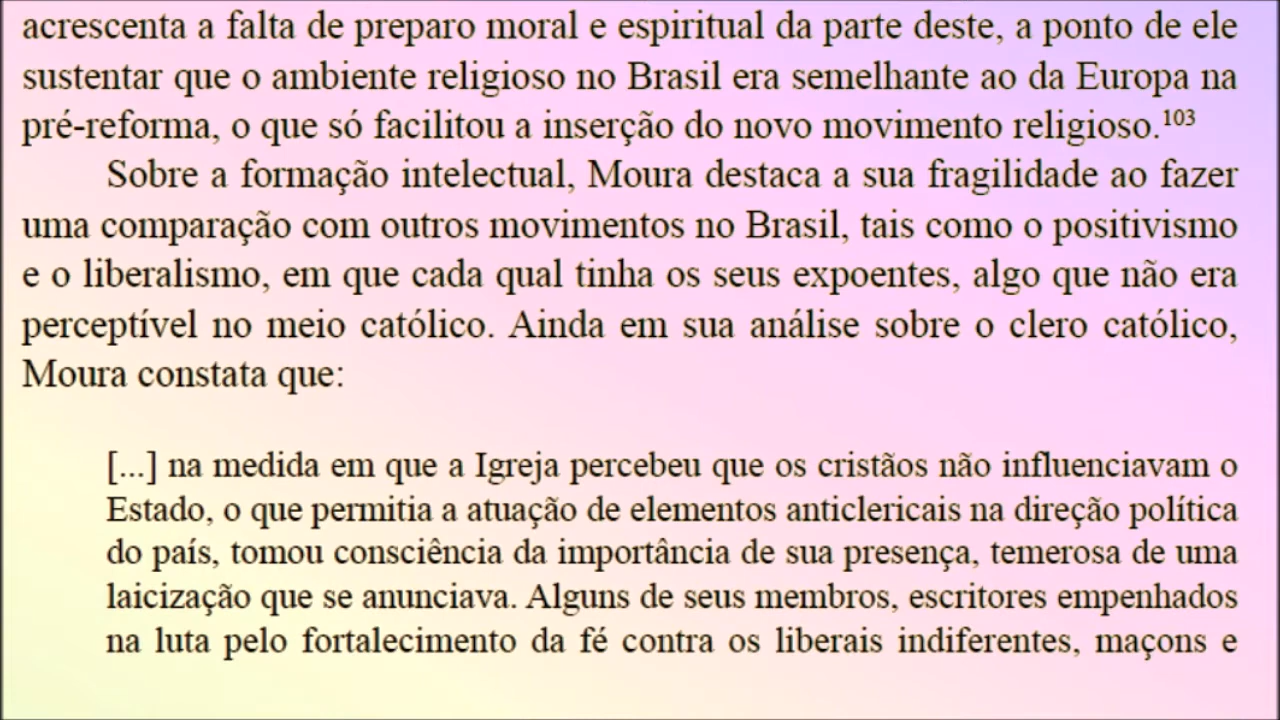 acrescenta a falta de preparo moral e espiritual da parte deste, a ponto de ele
sustentar que o ambiente religioso no Brasil era semelhante ao da Europa na
pré-reforma, o que só facilitou a inserção do novo movimento religioso.¹⁰³
Sobre a formação intelectual, Moura destaca a sua fragilidade ao fazer
uma comparação com outros movimentos no Brasil, tais como o positivismo
e o liberalismo, em que cada qual tinha os seus expoentes, algo que não era
perceptível no meio católico. Ainda em sua análise sobre o clero católico,
Moura constata que:
[...] na medida em que a Igreja percebeu que os cristãos não influenciavam o
Estado, o que permitia a atuação de elementos anticlericais na direção política
do país, tomou consciência da importância de sua presença, temerosa de uma
laicização que se anunciava. Alguns de seus membros, escritores empenhados
na luta pelo fortalecimento da fé contra os liberais indiferentes, maçons e